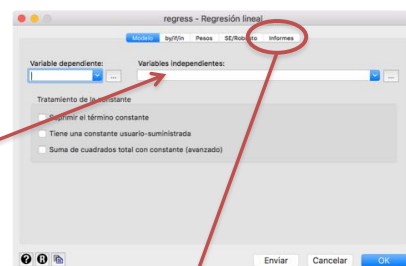 regress - Regresión lineal
Modelo by/if/in Pesos SE/Robusto Informes
Variable dependiente: Variables independientes:
...
...
Tratamiento de la constante
Suprimir el término constante
Tiene una constante usuario-suministrada
Suma de cuadrados total con constante (avanzado)
? R Enviar Cancelar OK